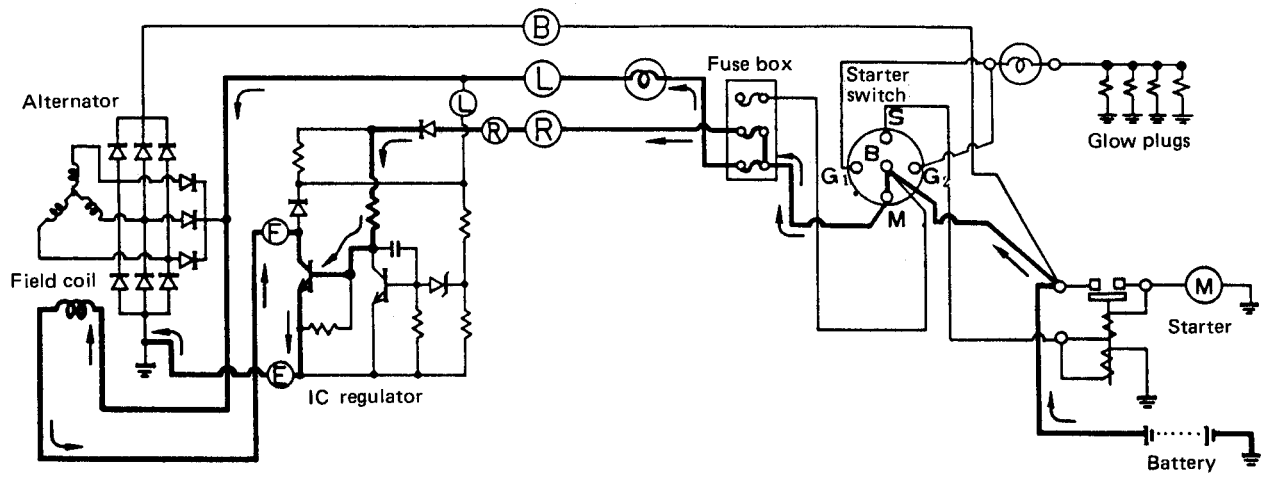 B
Fuse box
L
Starter
switch
Alternator
L
S
R
R
Glow plugs
B
G₁
G₂
M
F
Field coil
M
Starter
E
IC regulator
Battery